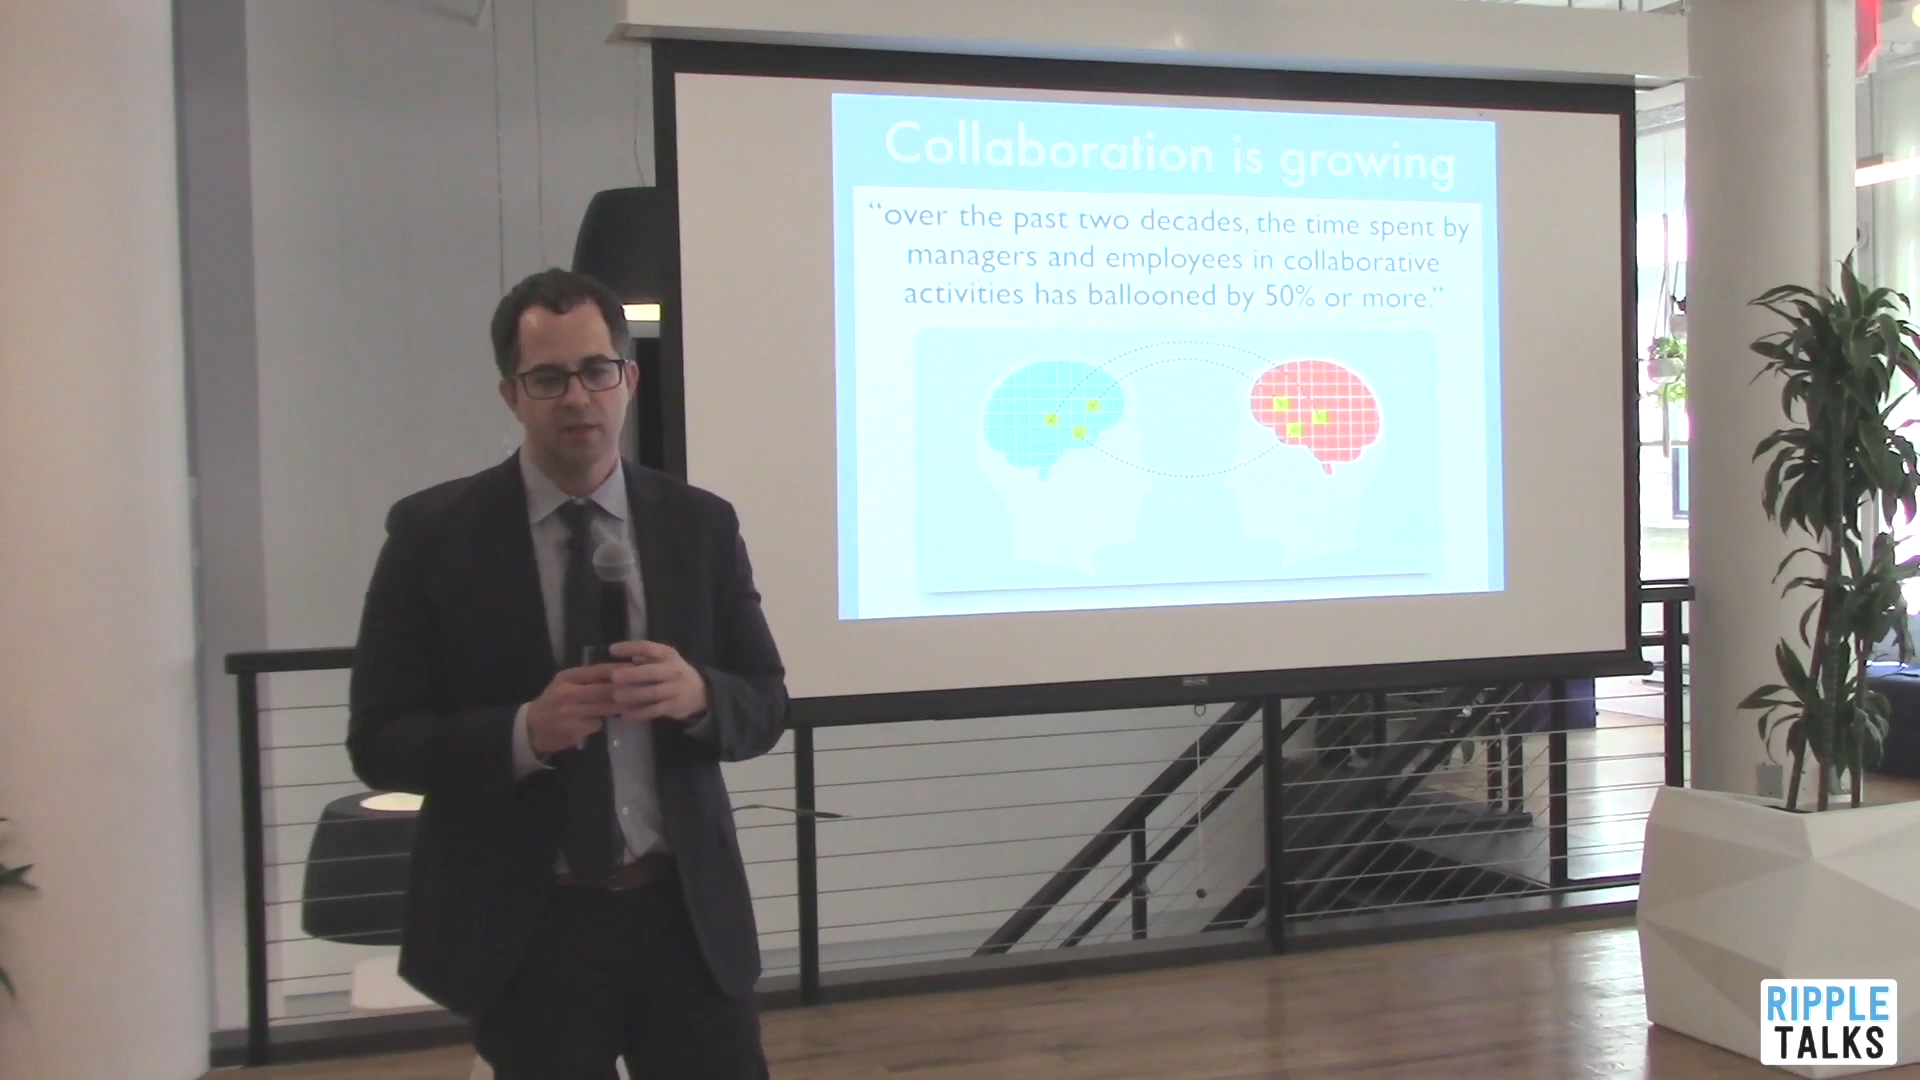 Collaboration is growing
“over the past two decades, the time spent by
managers and employees in collaborative
activities has ballooned by 50% or more.”
RIPPLE
TALKS